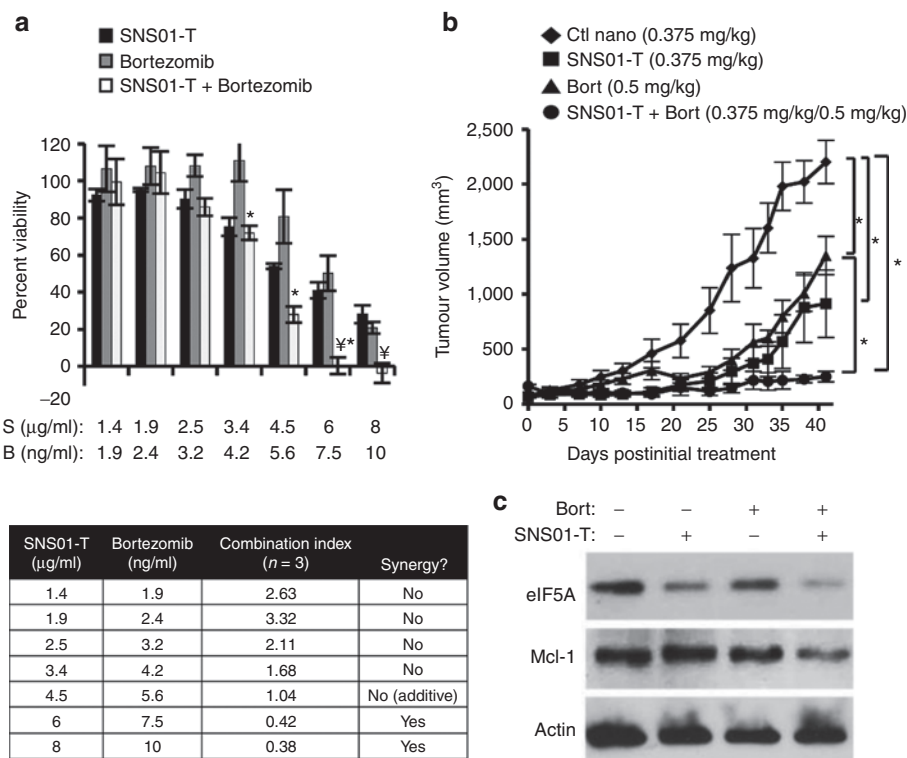 a
SNS01-T
Bortezomib
SNS01-T + Bortezomib
Percent viability
120
100
80
60
40
20
0
–20
*
*
¥*
¥
S (μg/ml): 1.4 1.9 2.5 3.4 4.5 6 8
B (ng/ml): 1.9 2.4 3.2 4.2 5.6 7.5 10
b
Ctl nano (0.375 mg/kg)
SNS01-T (0.375 mg/kg)
Bort (0.5 mg/kg)
SNS01-T + Bort (0.375 mg/kg/0.5 mg/kg)
Tumour volume (mm³)
2,500
2,000
1,500
1,000
500
0
0 5 10 15 20 25 30 35 40
Days postinitial treatment
*
*
*
*
SNS01-T (μg/ml) Bortezomib (ng/ml) Combination index (n = 3) Synergy?
1.4 1.9 2.63 No
1.9 2.4 3.32 No
2.5 3.2 2.11 No
3.4 4.2 1.68 No
4.5 5.6 1.04 No (additive)
6 7.5 0.42 Yes
8 10 0.38 Yes
c
Bort: – – + +
SNS01-T: – + – +
eIF5A
Mcl-1
Actin